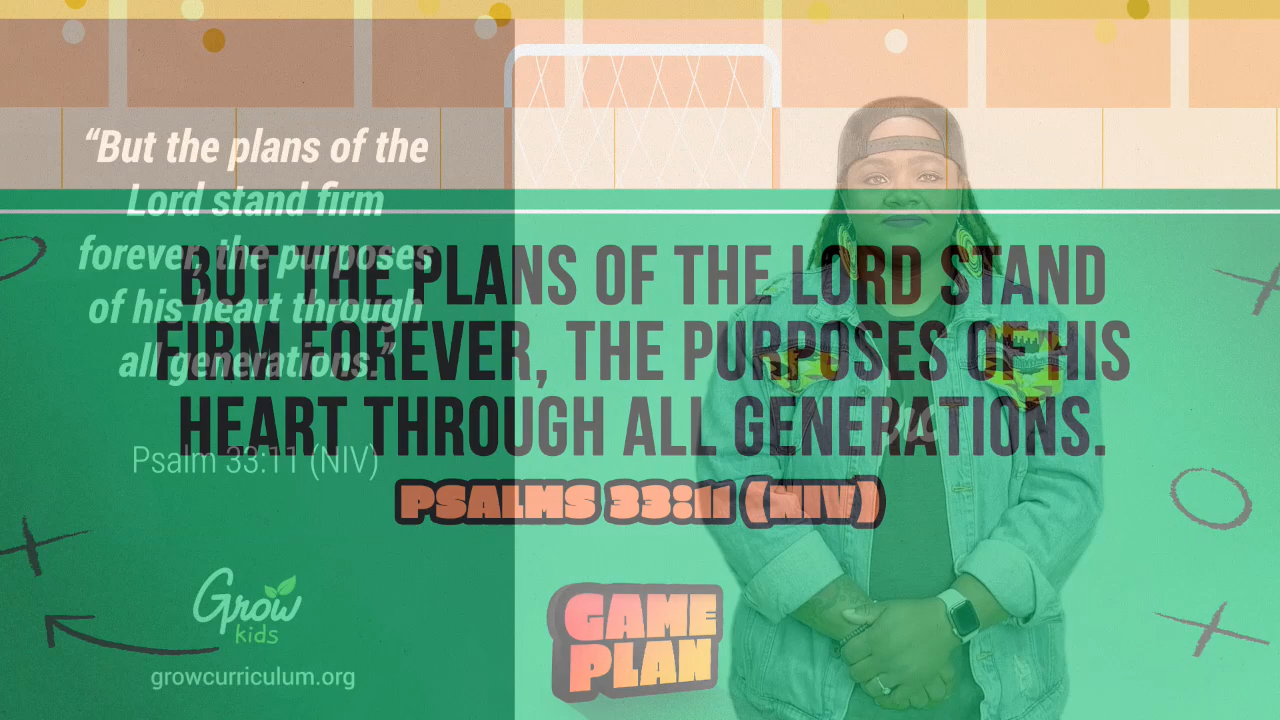 “But the plans of the
Lord stand firm
forever, the purposes
of his heart through
all generations.”
Psalm 33:11 (NIV)
Grow
kids
growcurriculum.org
BUT THE PLANS OF THE LORD STAND
FIRM FOREVER, THE PURPOSES OF HIS
HEART THROUGH ALL GENERATIONS.
PSALMS 33:11 (NIV)
GAME
PLAN